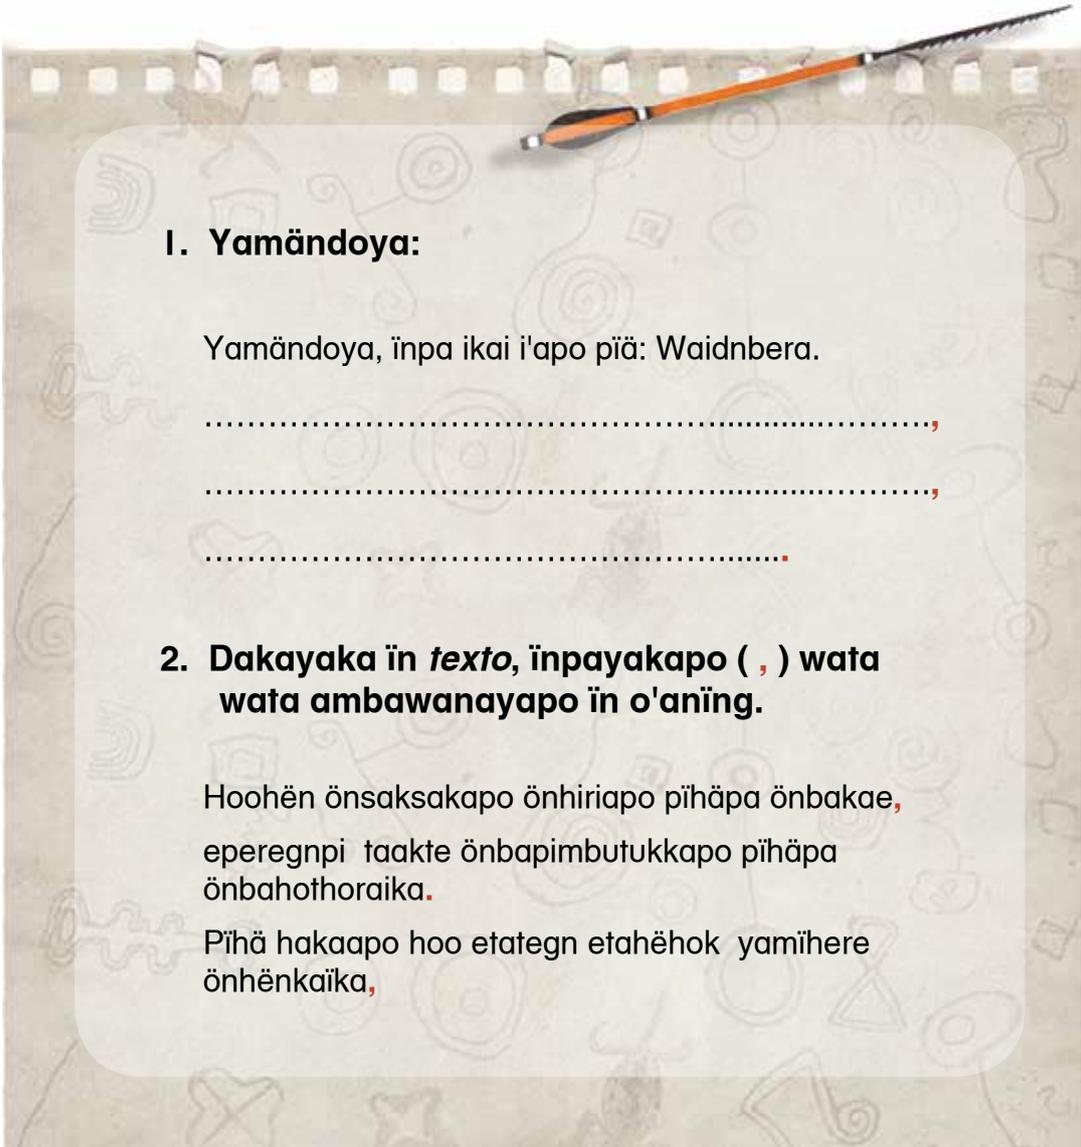 1. Yamändoya:
Yamändoya, ïnpa ikai i'apo pïä: Waidnbera.
……………………………………………............……….,
……………………………………………............……….,
…………………………………………….......
2. Dakayaka ïn texto, ïnpayakapo ( , ) wata
wata ambawanayapo ïn o'anïng.
Hoohën önsaksakapo önhiriapo pïhäpa önbakae,
eperegnpi taakte önbapimbutukkapo pïhäpa
önbahothoraika.
Pïhä hakaapo hoo etategn etahëhok yamïhere
önhënkaïka,